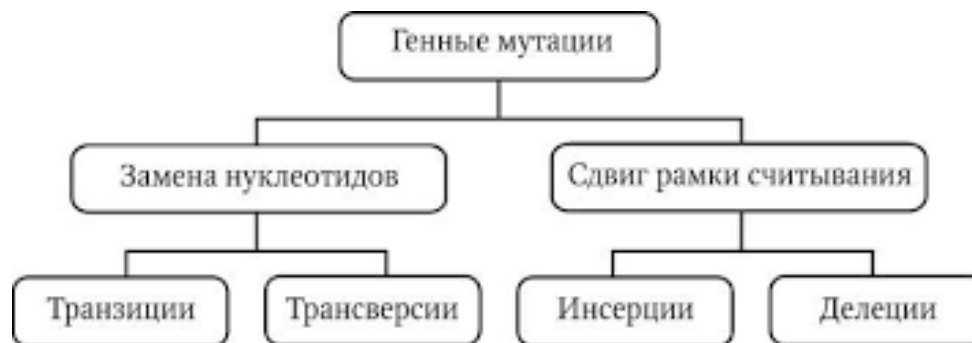 Генные мутации
Замена нуклеотидов
Сдвиг рамки считывания
Транзиции
Трансверсии
Инсерции
Делеции